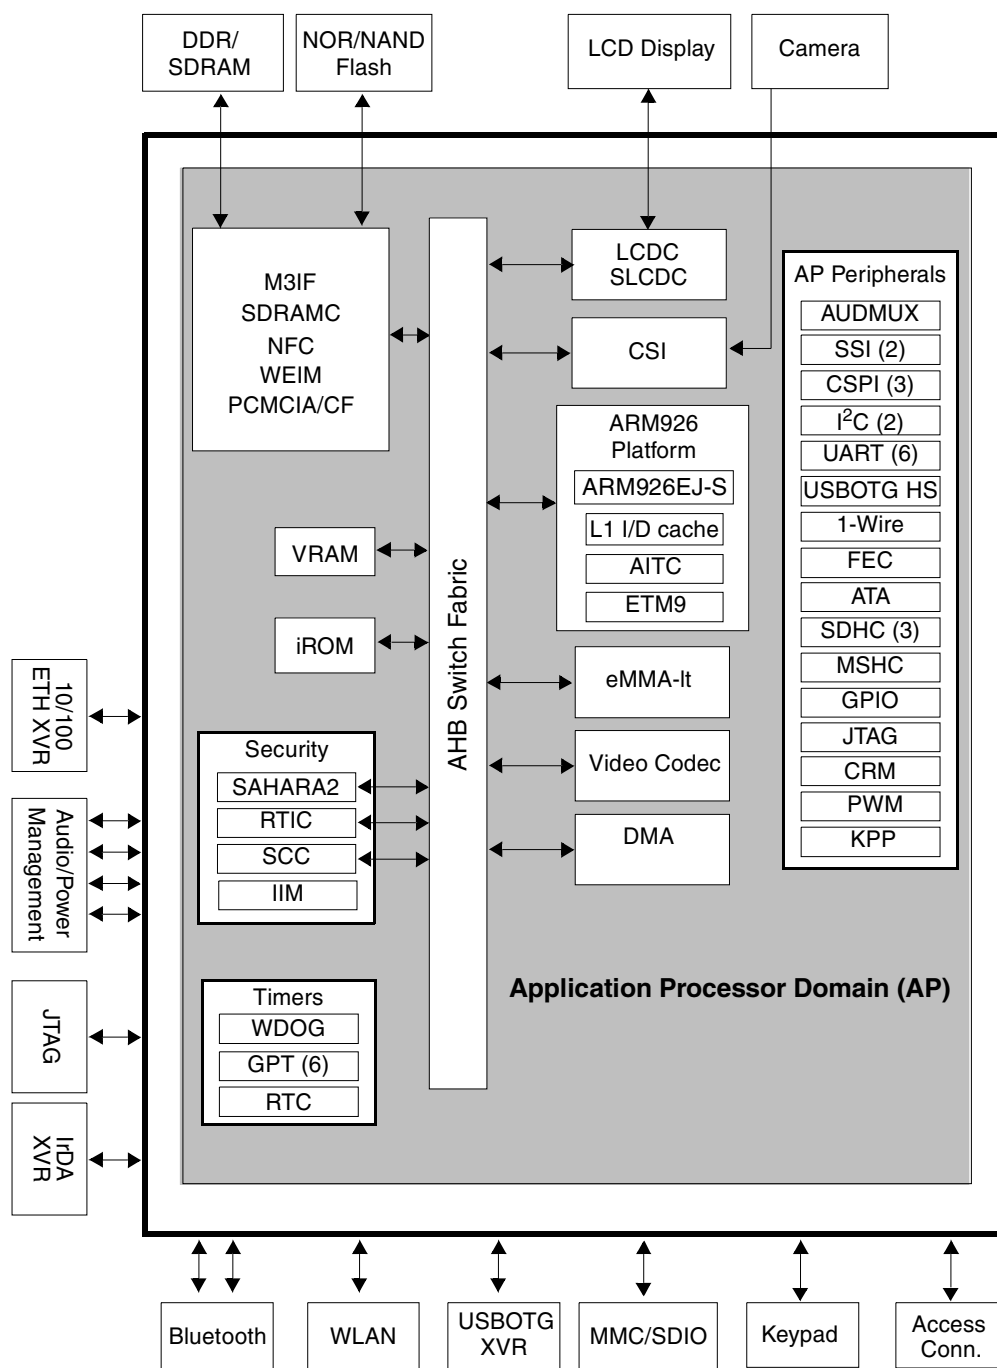 DDR/
SDRAM
NOR/NAND
Flash
LCD Display
Camera
M3IF
SDRAMC
NFC
WEIM
PCMCIA/CF
LCDC
SLCDC
CSI
ARM926
Platform
ARM926EJ-S
L1 I/D cache
AITC
ETM9
AP Peripherals
AUDMUX
SSI (2)
CSPI (3)
I²C (2)
UART (6)
USBOTG HS
1-Wire
FEC
ATA
SDHC (3)
MSHC
GPIO
JTAG
CRM
PWM
KPP
VRAM
iROM
AHB Switch Fabric
eMMA-lt
Video Codec
DMA
Security
SAHARA2
RTIC
SCC
IIM
Timers
WDOG
GPT (6)
RTC
Application Processor Domain (AP)
10/100
ETH XVR
Audio/Power
Management
JTAG
IrDA
XVR
Bluetooth
WLAN
USBOTG
XVR
MMC/SDIO
Keypad
Access
Conn.